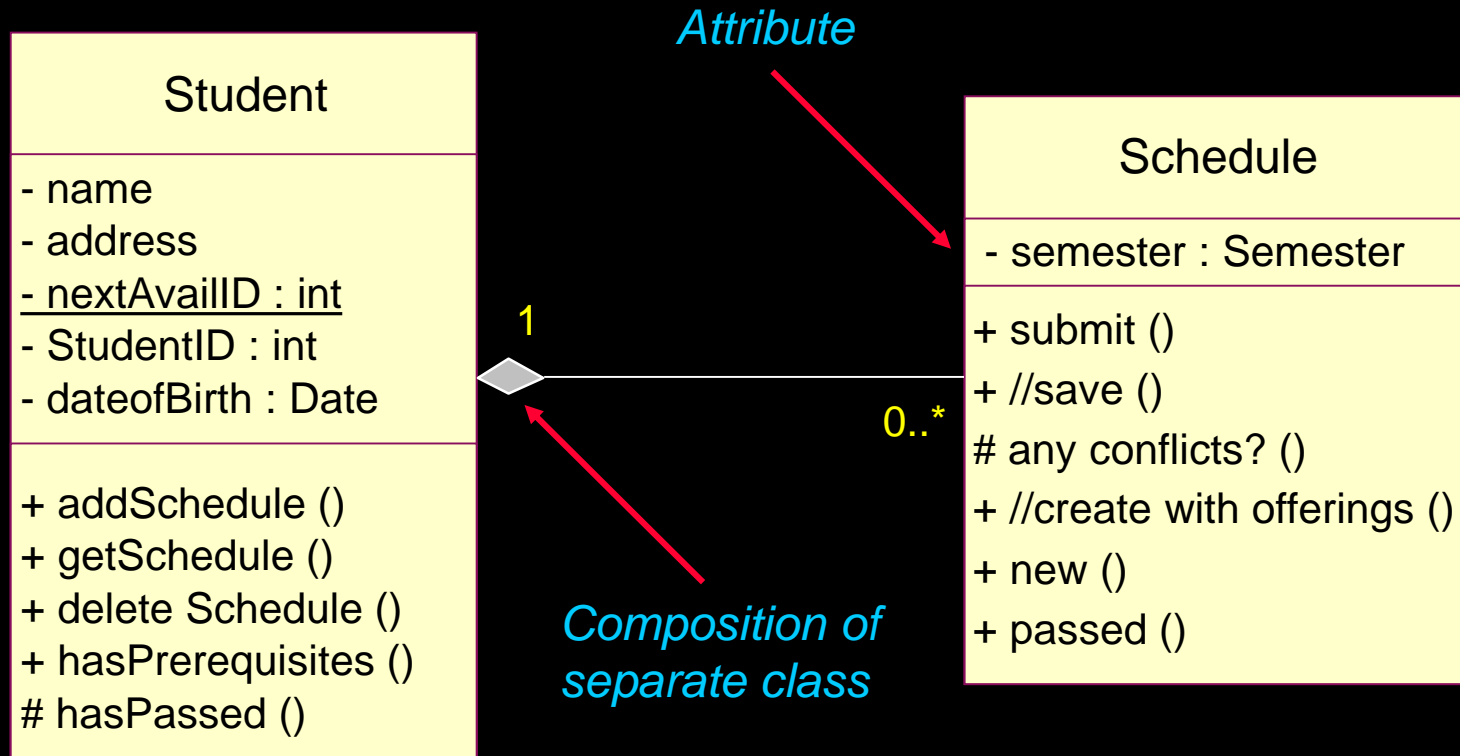 Attribute
Student
- name
- address
- nextAvailID : int
- StudentID : int
- dateofBirth : Date
+ addSchedule ()
+ getSchedule ()
+ delete Schedule ()
+ hasPrerequisites ()
# hasPassed ()
1
0..*
Composition of
separate class
Schedule
- semester : Semester
+ submit ()
+ //save ()
# any conflicts? ()
+ //create with offerings ()
+ new ()
+ passed ()